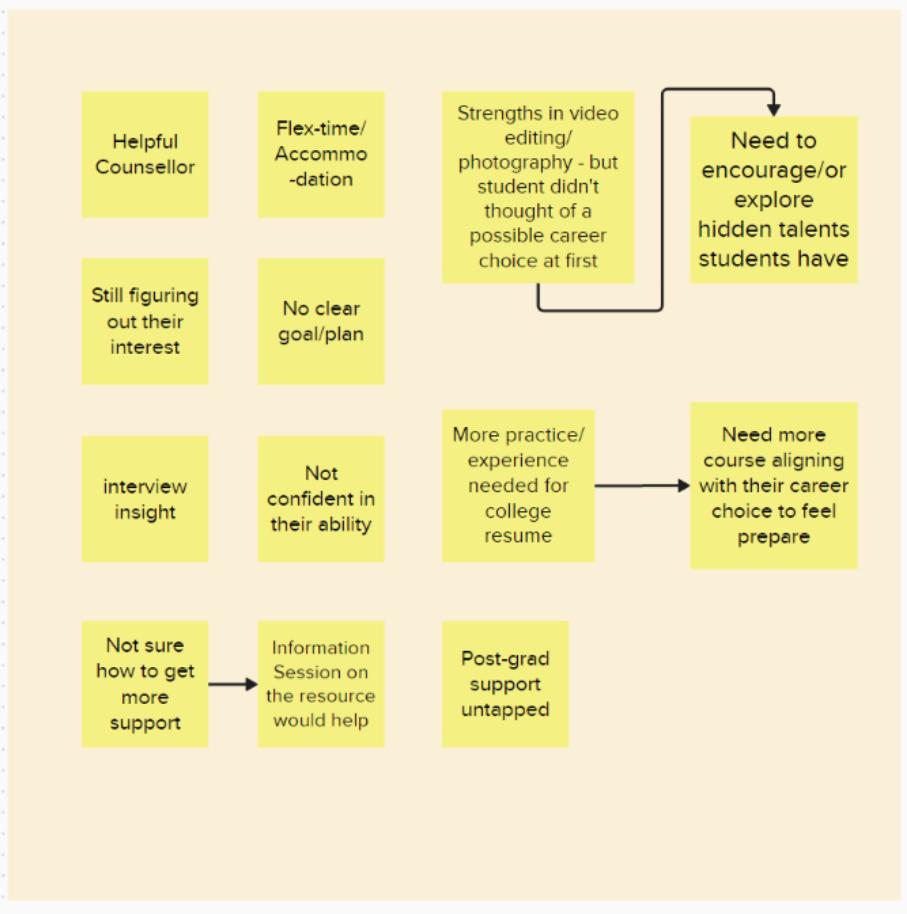 Helpful
Counsellor
Flex-time/
Accommo
-dation
Strengths in video
editing/
photography - but
student didn't
thought of a
possible career
choice at first
Need to
encourage/or
explore
hidden talents
students have
Still figuring
out their
interest
No clear
goal/plan
interview
insight
Not
confident in
their ability
More practice/
experience
needed for
college
resume
Need more
course aligning
with their career
choice to feel
prepare
Not sure
how to get
more
support
Information
Session on
the resource
would help
Post-grad
support
untapped